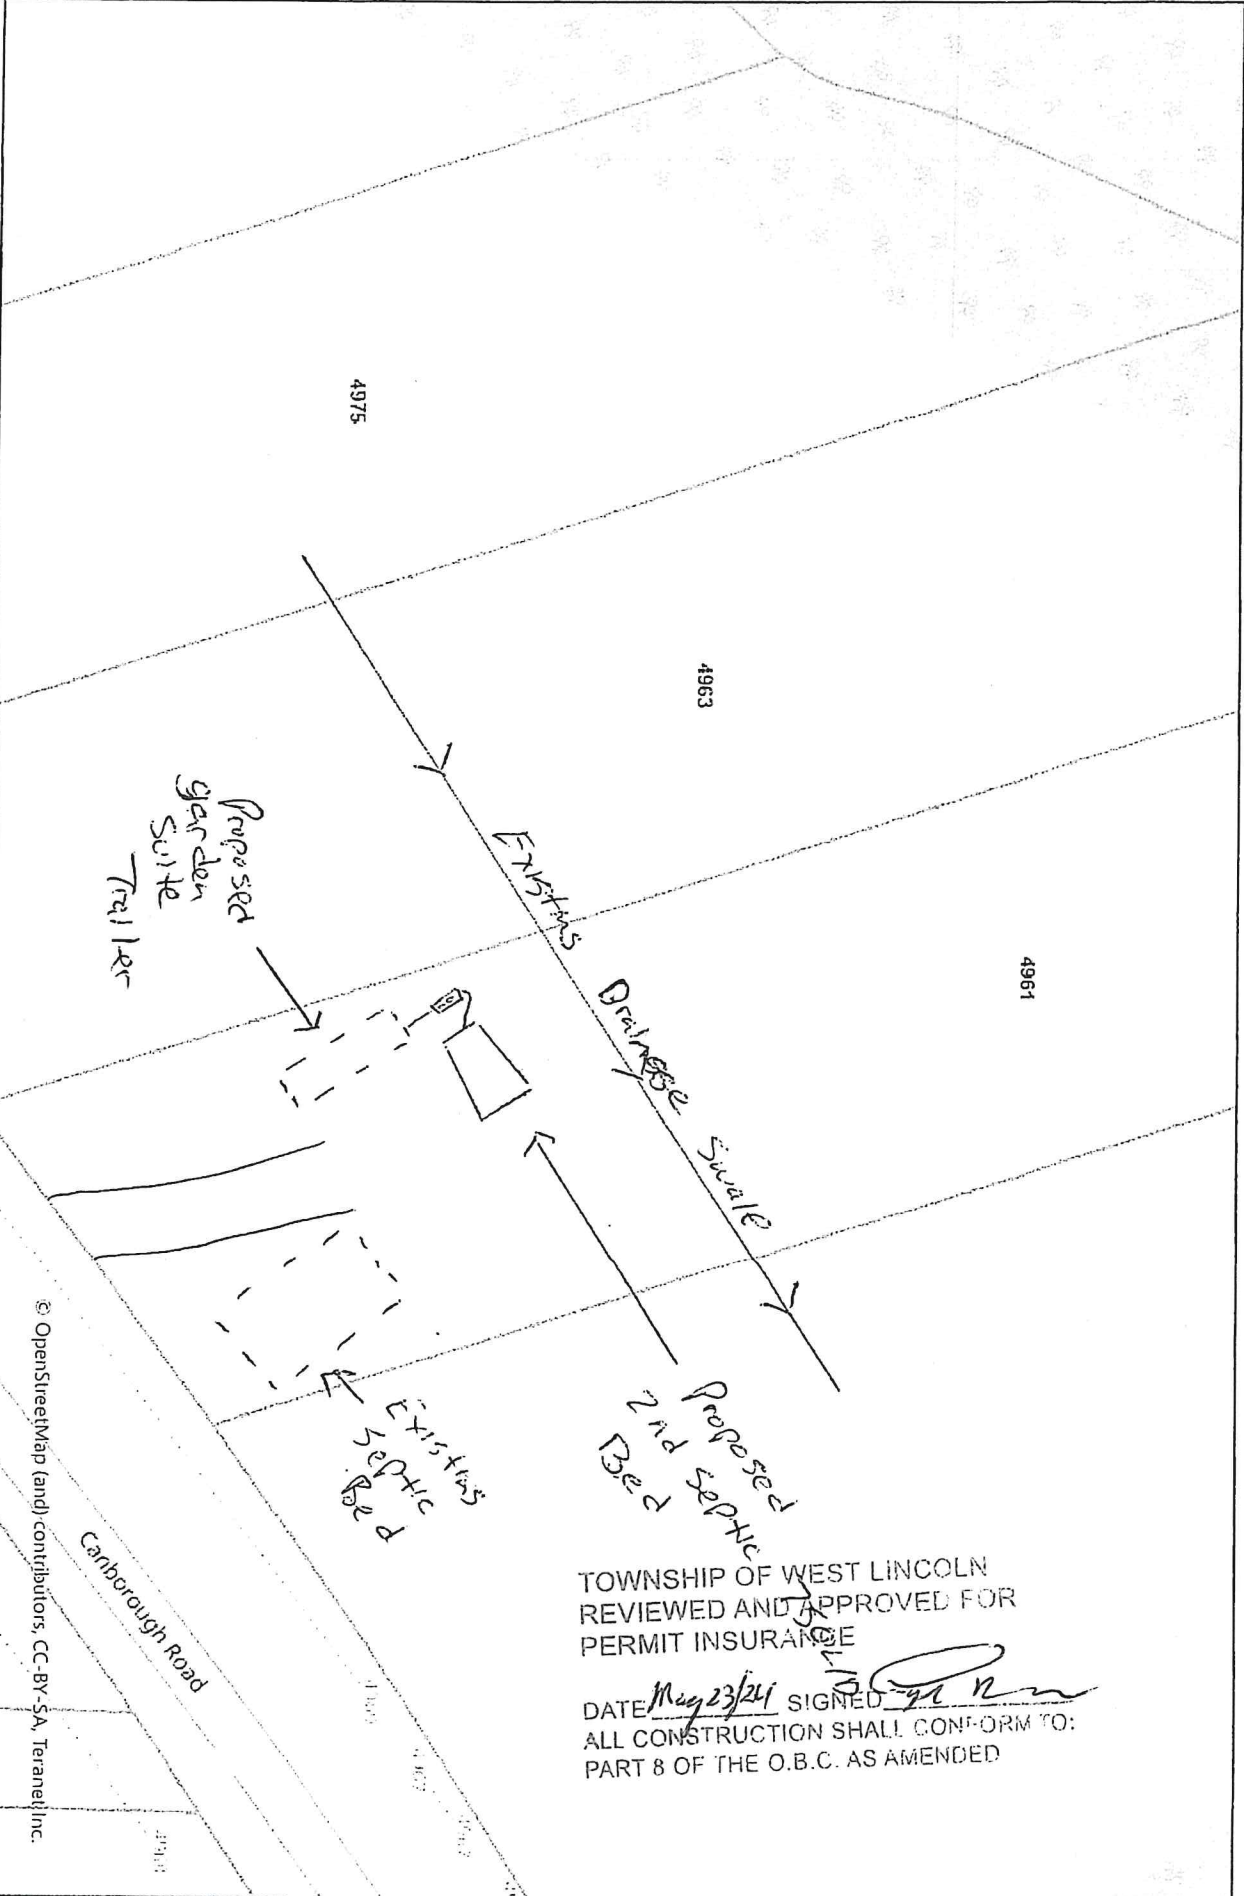 4975
4963
4961
Existing Drainage Swale
Proposed
garden
Suite
Trailer
Proposed
2nd Septic
Bed
Existing
Septic
Bed
TOWNSHIP OF WEST LINCOLN
REVIEWED AND APPROVED FOR
PERMIT INSURANCE
DATE May 23/24 SIGNED
ALL CONSTRUCTION SHALL CONFORM TO:
PART 8 OF THE O.B.C. AS AMENDED
Canborough Road
© OpenStreetMap (and) contributors, CC-BY-SA, Teranet Inc.